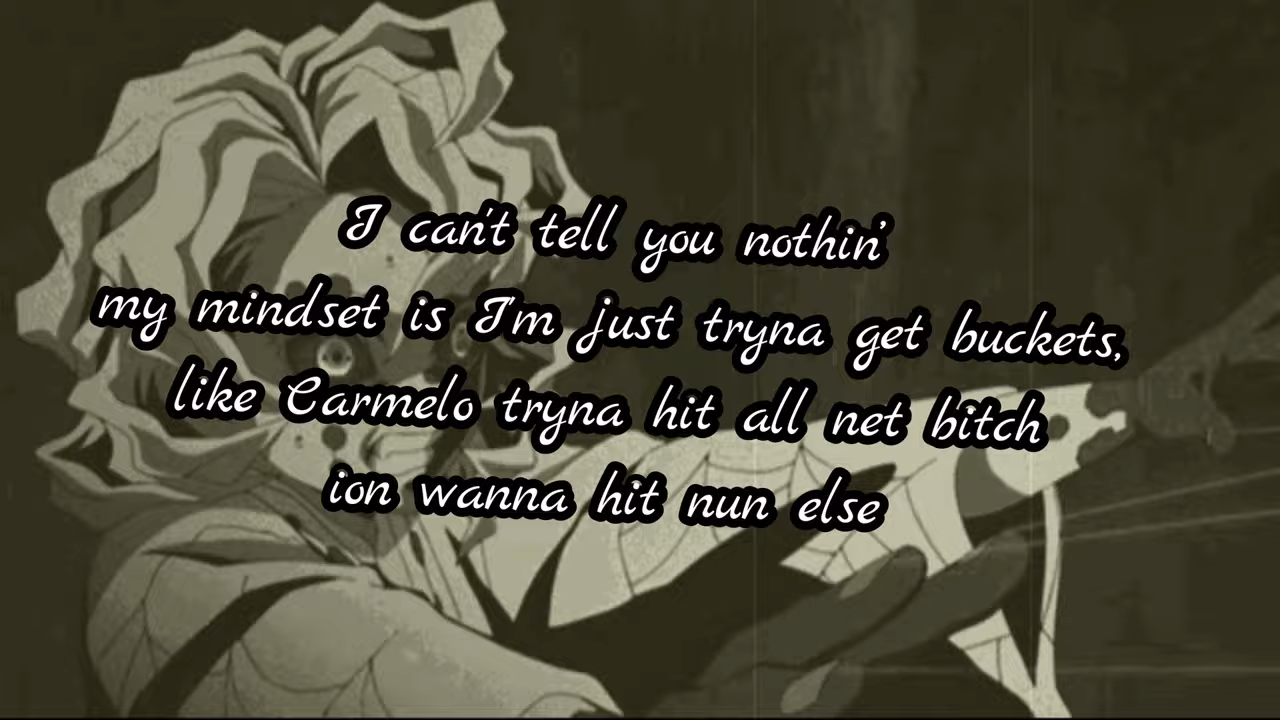 I can't tell you nothin'
my mindset is I'm just tryna get buckets,
like Carmelo tryna hit all net bitch
ion wanna hit nun else